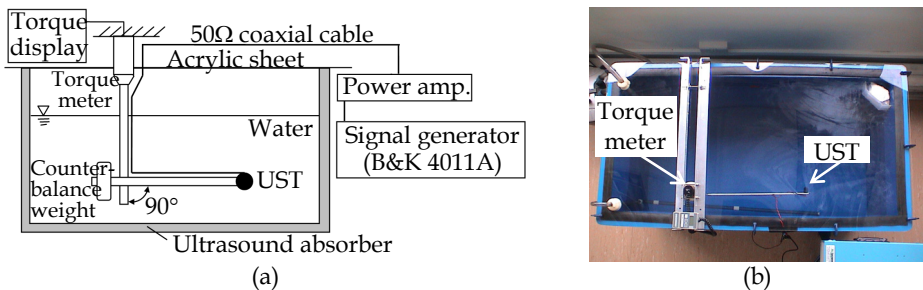 Torque
display
50Ω coaxial cable
Acrylic sheet
Torque
meter
Power amp.
Water
Signal generator
(B&K 4011A)
Counter-
balance
weight
UST
90°
Ultrasound absorber
(a)
Torque
meter
UST
(b)